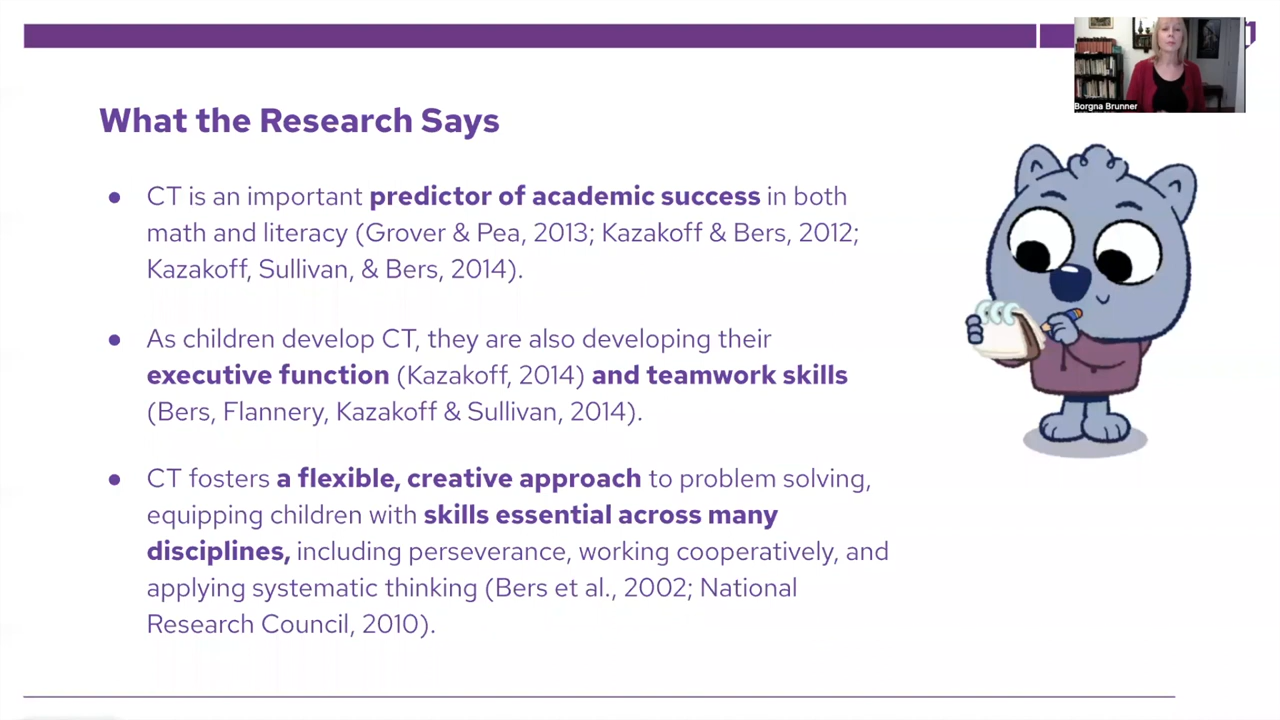 Borgna Brunner
What the Research Says
● CT is an important predictor of academic success in both
math and literacy (Grover & Pea, 2013; Kazakoff & Bers, 2012;
Kazakoff, Sullivan, & Bers, 2014).
● As children develop CT, they are also developing their
executive function (Kazakoff, 2014) and teamwork skills
(Bers, Flannery, Kazakoff & Sullivan, 2014).
● CT fosters a flexible, creative approach to problem solving,
equipping children with skills essential across many
disciplines, including perseverance, working cooperatively, and
applying systematic thinking (Bers et al., 2002; National
Research Council, 2010).